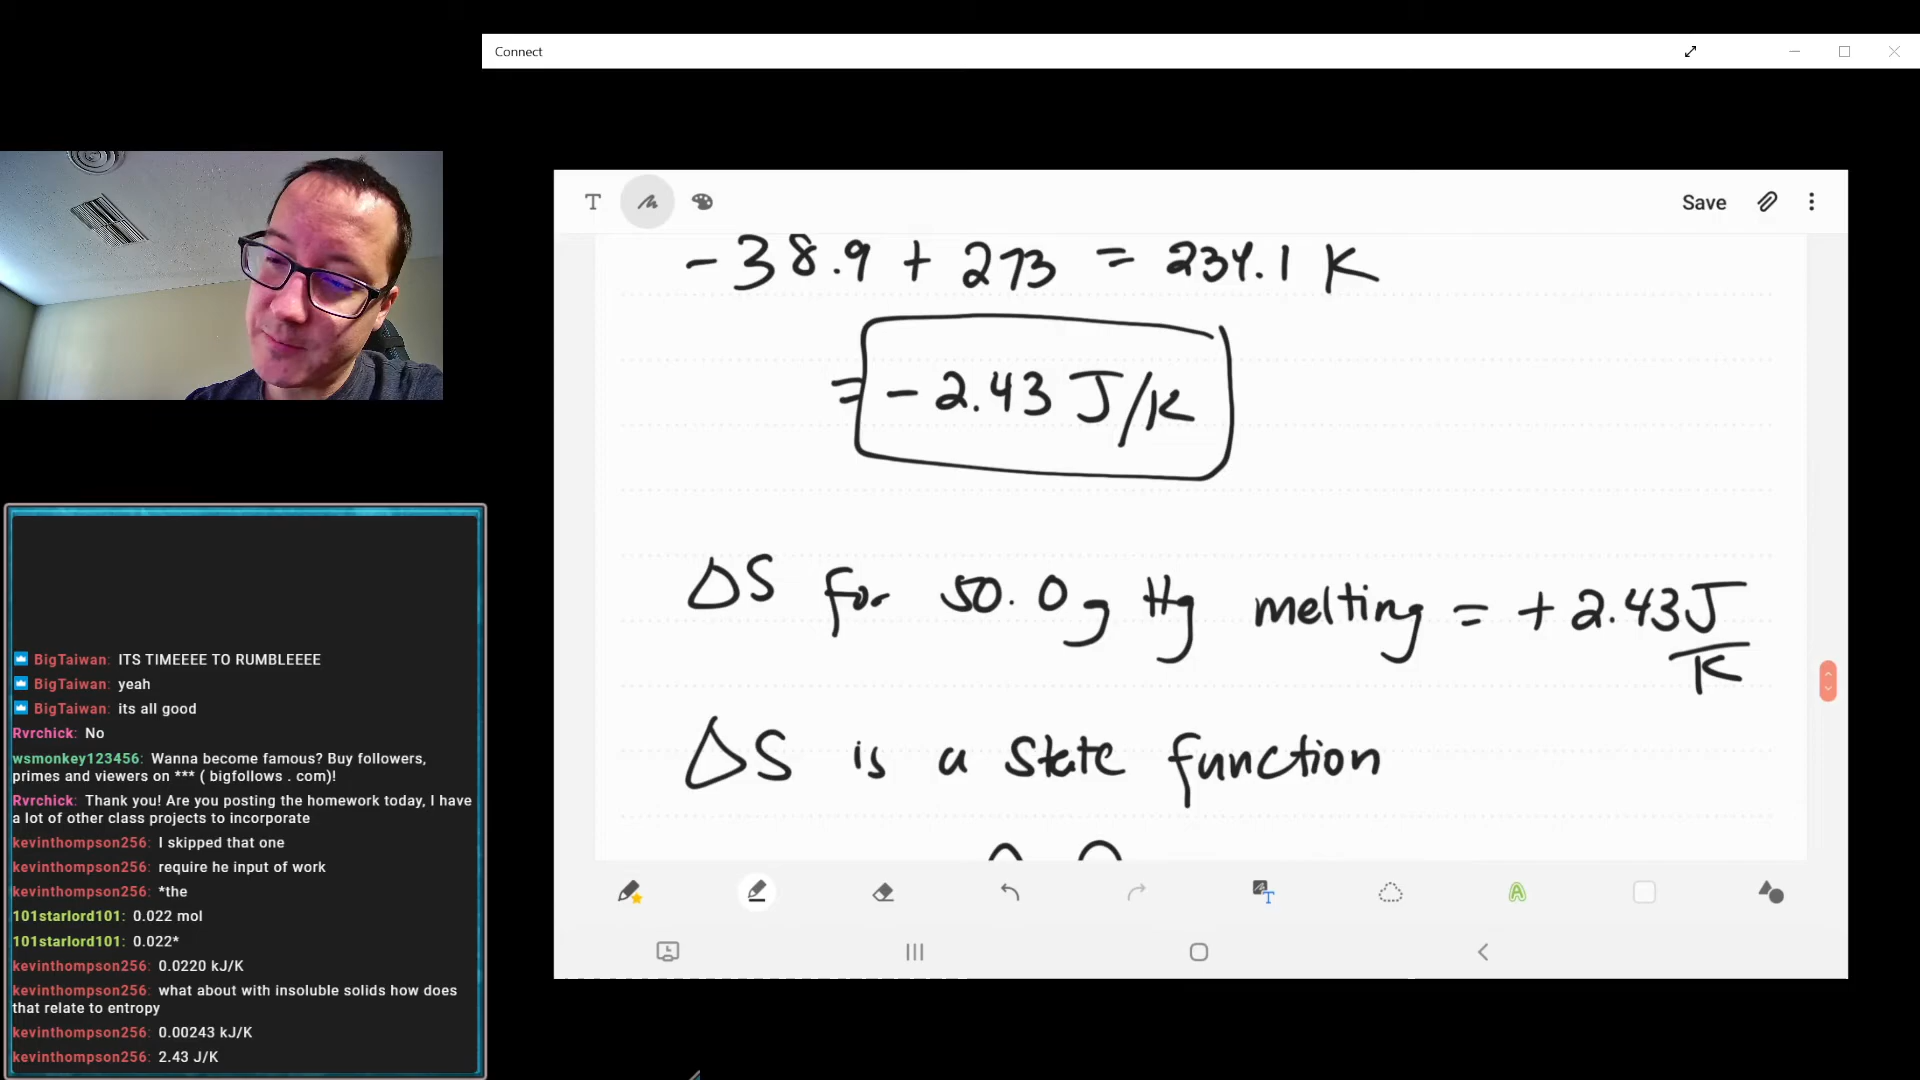 Connect
T
Save
-38.9 + 273 = 234.1 K
= -2.43 J/K
ΔS for 50.0g Hg melting = +2.43 J/K
ΔS is a state function
BigTaiwan: ITS TIMEEEE TO RUMBLEEEE
BigTaiwan: yeah
BigTaiwan: its all good
Rvrchick: No
wsmonkey123456: Wanna become famous? Buy followers,
primes and viewers on *** ( bigfollows . com)!
Rvrchick: Thank you! Are you posting the homework today, I have
a lot of other class projects to incorporate
kevinthompson256: I skipped that one
kevinthompson256: require he input of work
kevinthompson256: *the
101starlord101: 0.022 mol
101starlord101: 0.022*
kevinthompson256: 0.0220 kJ/K
kevinthompson256: what about with insoluble solids how does
that relate to entropy
kevinthompson256: 0.00243 kJ/K
kevinthompson256: 2.43 J/K